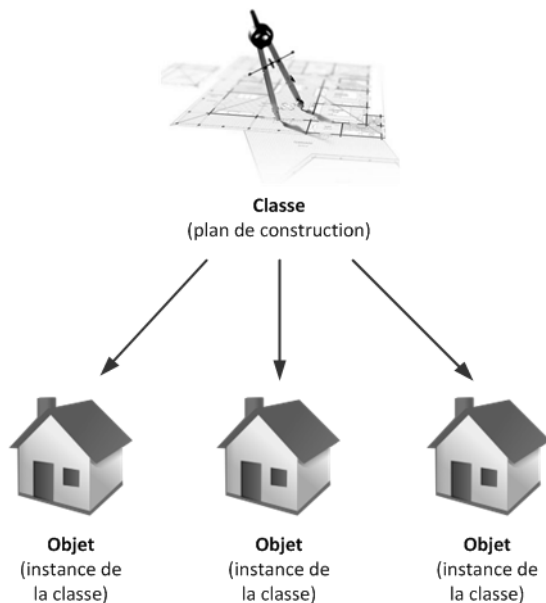 Classe
(plan de construction)
Objet
(instance de
la classe)
Objet
(instance de
la classe)
Objet
(instance de
la classe)